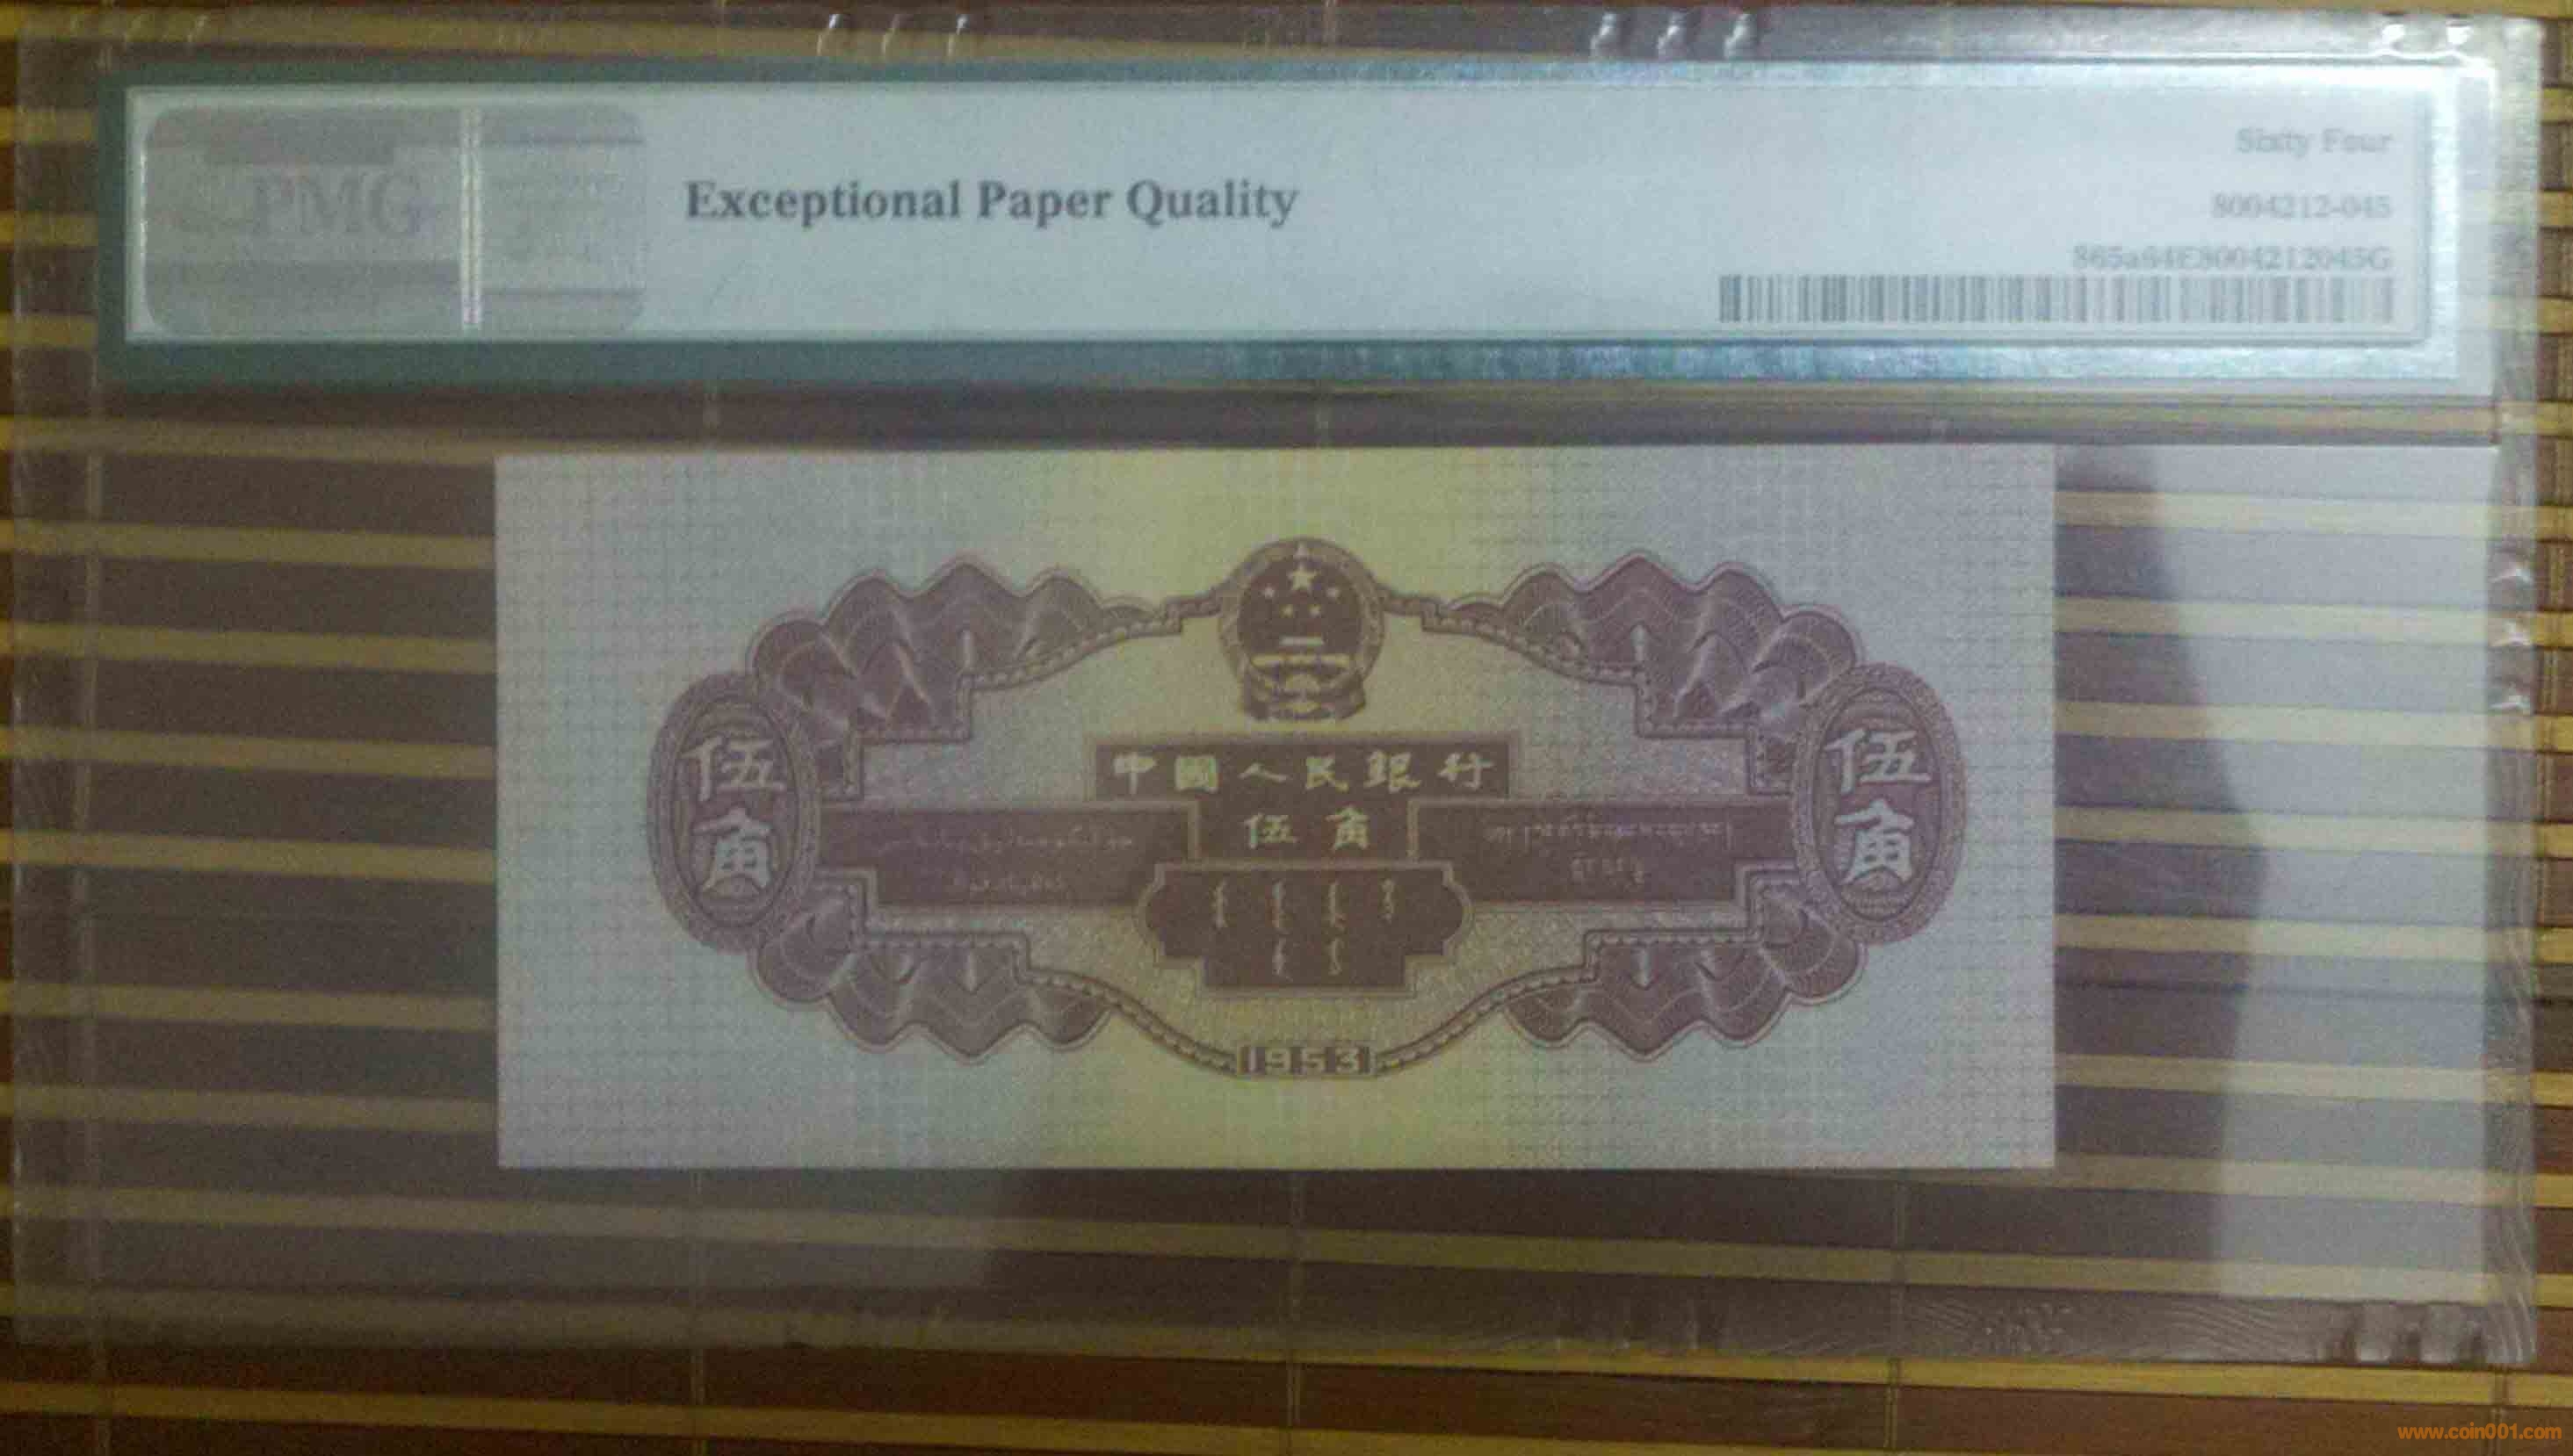 PMG
Exceptional Paper Quality
Sixty Four
8004212-045
865a64E8004212045G
中國人民銀行
伍角
伍角
伍角
1953
www.coin001.com